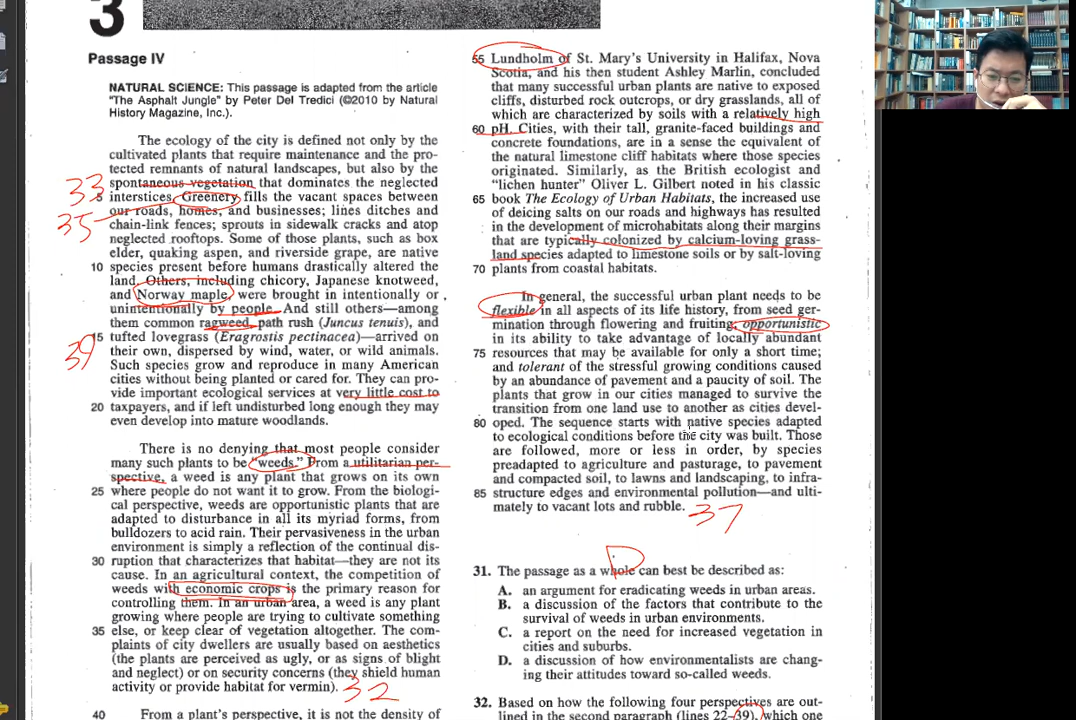 3
Passage IV
NATURAL SCIENCE: This passage is adapted from the article
"The Asphalt Jungle" by Peter Del Tredici (©2010 by Natural
History Magazine, Inc.).
The ecology of the city is defined not only by the
cultivated plants that require maintenance and the pro-
tected remnants of natural landscapes, but also by the
33
spontaneous vegetation that dominates the neglected
5 interstices. Greenery fills the vacant spaces between
35
our roads, homes, and businesses; lines ditches and
chain-link fences; sprouts in sidewalk cracks and atop
neglected rooftops. Some of those plants, such as box
elder, quaking aspen, and riverside grape, are native
10 species present before humans drastically altered the
land. Others, including chicory, Japanese knotweed,
and Norway maple, were brought in intentionally or
unintentionally by people. And still others—among
them common ragweed, path rush (Juncus tenuis), and
39
15 tufted lovegrass (Eragrostis pectinacea)—arrived on
their own, dispersed by wind, water, or wild animals.
Such species grow and reproduce in many American
cities without being planted or cared for. They can pro-
vide important ecological services at very little cost to
20 taxpayers, and if left undisturbed long enough they may
even develop into mature woodlands.
There is no denying that most people consider
many such plants to be "weeds." From a utilitarian per-
spective, a weed is any plant that grows on its own
25 where people do not want it to grow. From the biologi-
cal perspective, weeds are opportunistic plants that are
adapted to disturbance in all its myriad forms, from
bulldozers to acid rain. Their pervasiveness in the urban
environment is simply a reflection of the continual dis-
30 ruption that characterizes that habitat—they are not its
cause. In an agricultural context, the competition of
weeds with economic crops is the primary reason for
controlling them. In an urban area, a weed is any plant
growing where people are trying to cultivate something
35 else, or keep clear of vegetation altogether. The com-
plaints of city dwellers are usually based on aesthetics
(the plants are perceived as ugly, or as signs of blight
and neglect) or on security concerns (they shield human
activity or provide habitat for vermin).
32
40 From a plant's perspective, it is not the density of
55 Lundholm of St. Mary's University in Halifax, Nova
Scotia, and his then student Ashley Marlin, concluded
that many successful urban plants are native to exposed
cliffs, disturbed rock outcrops, or dry grasslands, all of
which are characterized by soils with a relatively high
60 pH. Cities, with their tall, granite-faced buildings and
concrete foundations, are in a sense the equivalent of
the natural limestone cliff habitats where those species
originated. Similarly, as the British ecologist and
"lichen hunter" Oliver L. Gilbert noted in his classic
65 book The Ecology of Urban Habitats, the increased use
of deicing salts on our roads and highways has resulted
in the development of microhabitats along their margins
that are typically colonized by calcium-loving grass-
land species adapted to limestone soils or by salt-loving
70 plants from coastal habitats.
In general, the successful urban plant needs to be
flexible in all aspects of its life history, from seed ger-
mination through flowering and fruiting; opportunistic
in its ability to take advantage of locally abundant
75 resources that may be available for only a short time;
and tolerant of the stressful growing conditions caused
by an abundance of pavement and a paucity of soil. The
plants that grow in our cities managed to survive the
transition from one land use to another as cities devel-
80 oped. The sequence starts with native species adapted
to ecological conditions before the city was built. Those
are followed, more or less in order, by species
preadapted to agriculture and pasturage, to pavement
and compacted soil, to lawns and landscaping, to infra-
85 structure edges and environmental pollution—and ulti-
mately to vacant lots and rubble.
37
D
31. The passage as a whole can best be described as:
A. an argument for eradicating weeds in urban areas.
B. a discussion of the factors that contribute to the
survival of weeds in urban environments.
C. a report on the need for increased vegetation in
cities and suburbs.
D. a discussion of how environmentalists are chang-
ing their attitudes toward so-called weeds.
32. Based on how the following four perspectives are out-
lined in the second paragraph (lines 22–39), which one